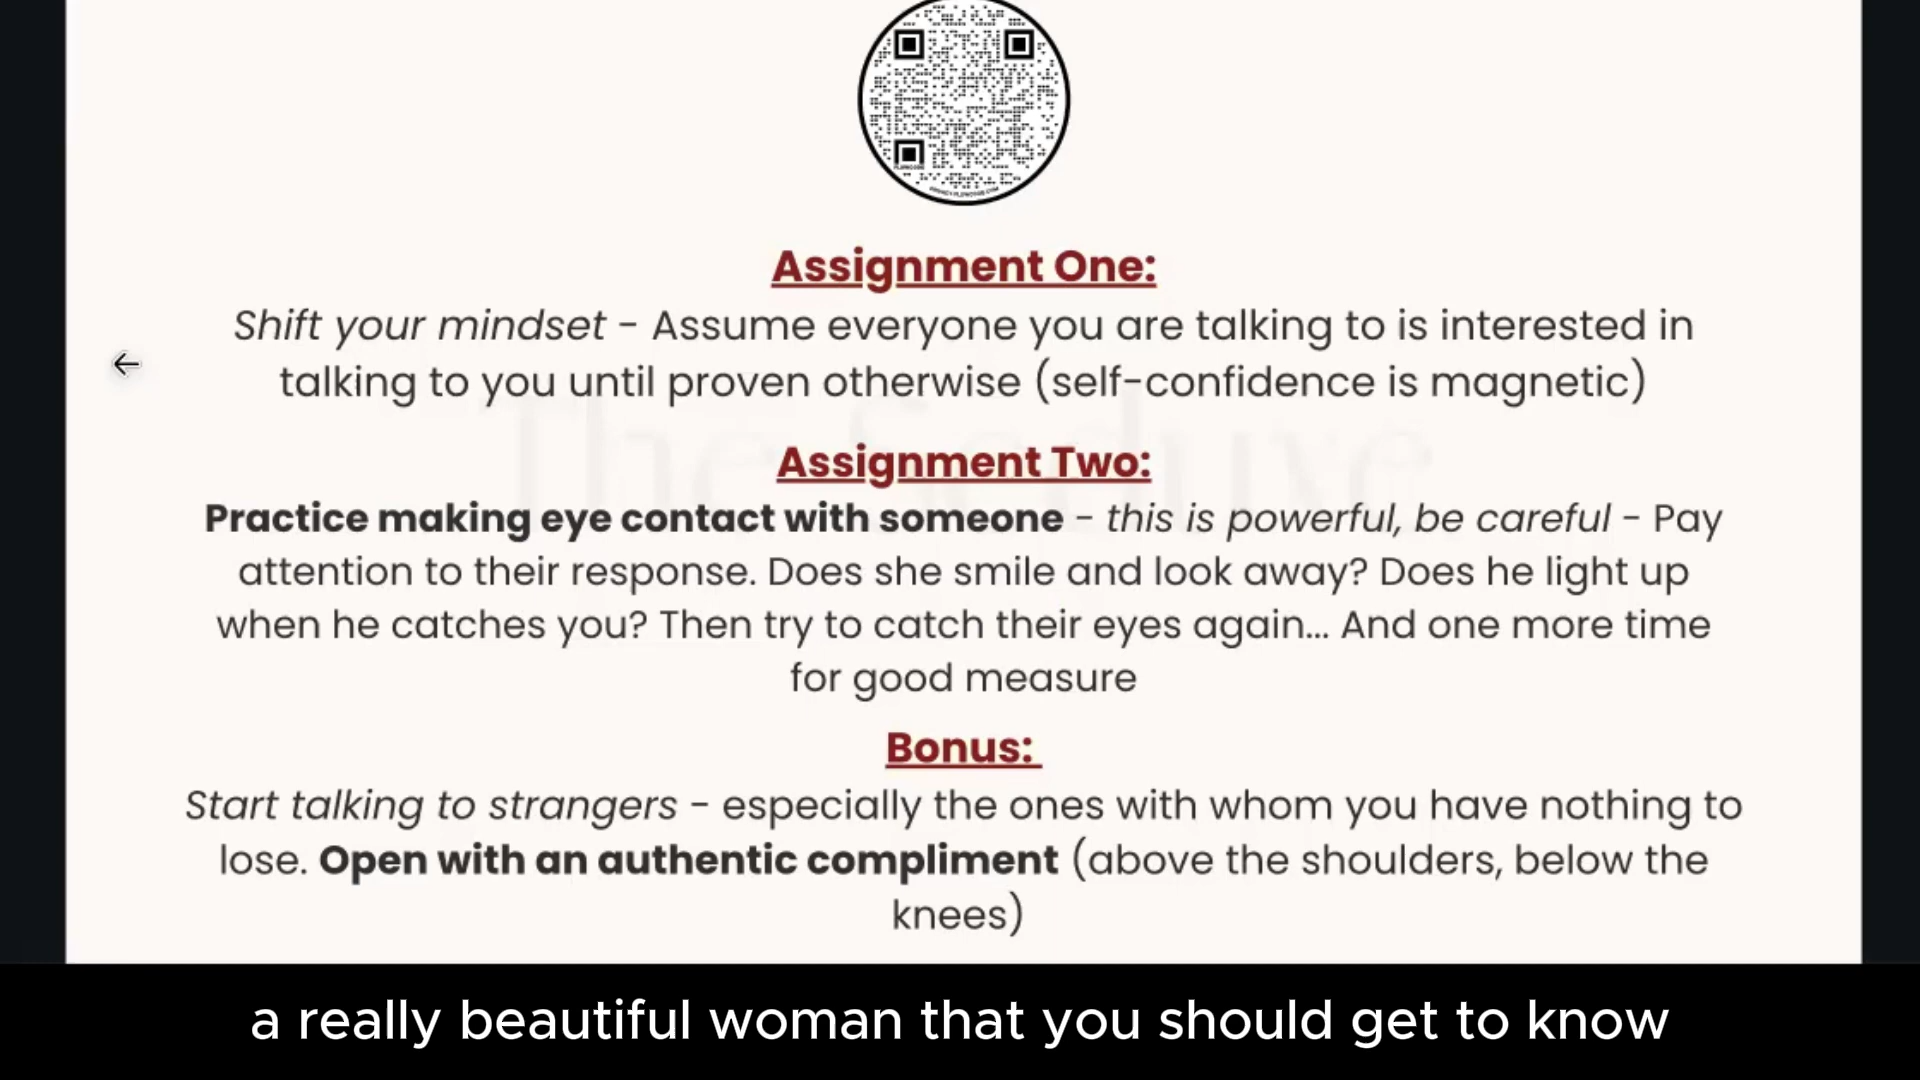 Assignment One:
Shift your mindset - Assume everyone you are talking to is interested in
talking to you until proven otherwise (self-confidence is magnetic)
Assignment Two:
Practice making eye contact with someone - this is powerful, be careful - Pay
attention to their response. Does she smile and look away? Does he light up
when he catches you? Then try to catch their eyes again... And one more time
for good measure
Bonus:
Start talking to strangers - especially the ones with whom you have nothing to
lose. Open with an authentic compliment (above the shoulders, below the
knees)
a really beautiful woman that you should get to know